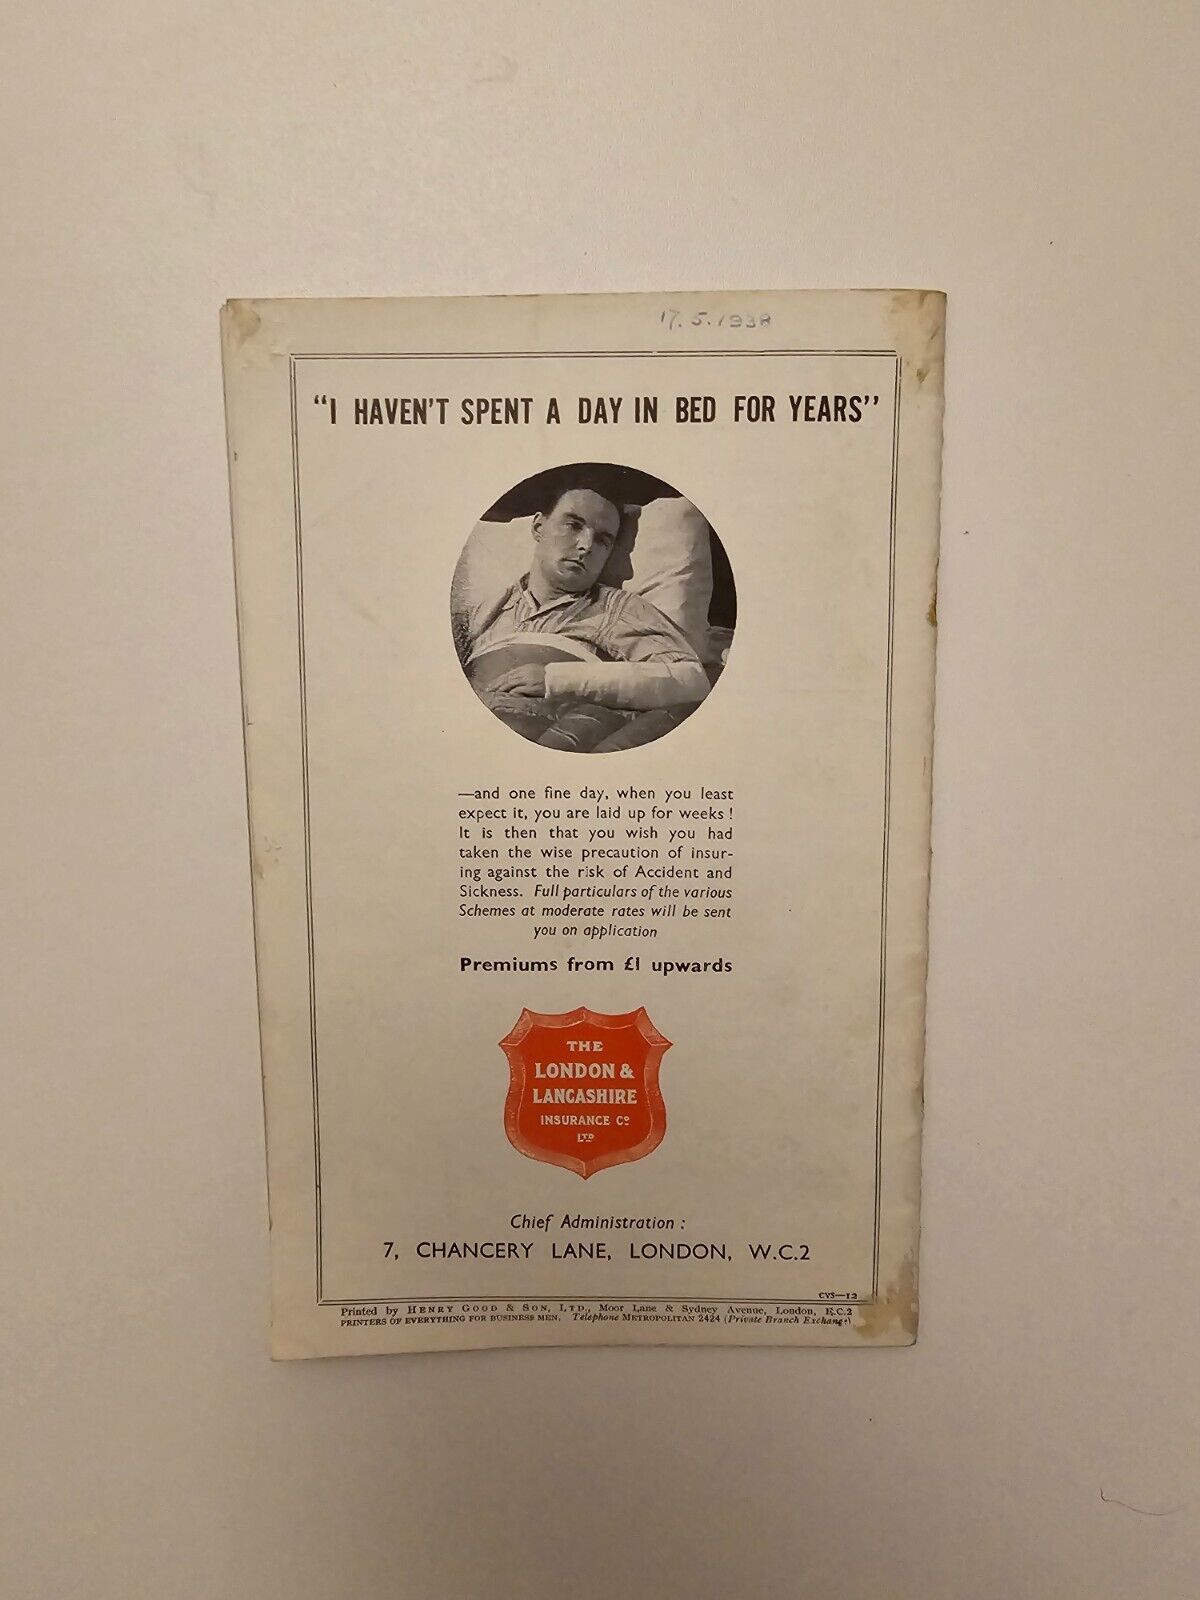 17.5.1938
"I HAVEN'T SPENT A DAY IN BED FOR YEARS"
—and one fine day, when you least
expect it, you are laid up for weeks!
It is then that you wish you had
taken the wise precaution of insur-
ing against the risk of Accident and
Sickness. Full particulars of the various
Schemes at moderate rates will be sent
you on application
Premiums from £1 upwards
THE
LONDON &
LANCASHIRE
INSURANCE Co
LTD
Chief Administration :
7, CHANCERY LANE, LONDON, W.C.2
CVS—12
Printed by HENRY GOOD & SON, LTD., Moor Lane & Sydney Avenue, London, E.C.2
PRINTERS OF EVERYTHING FOR BUSINESS MEN. Telephone METROPOLITAN 2424 (Private Branch Exchange)